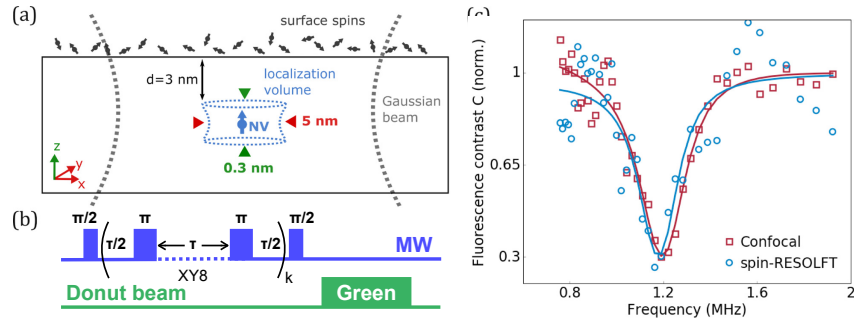 (a)
surface spins
d=3 nm
localization
volume
Gaussian
beam
NV
5 nm
0.3 nm
z
y
x
(b)
π/2
π
π
π/2
τ/2
τ
τ/2
MW
XY8
k
Donut beam
Green
(c)
Fluorescence contrast C (norm.)
1
0.65
0.3
Confocal
spin-RESOLFT
0.8
1.2
1.6
2
Frequency (MHz)